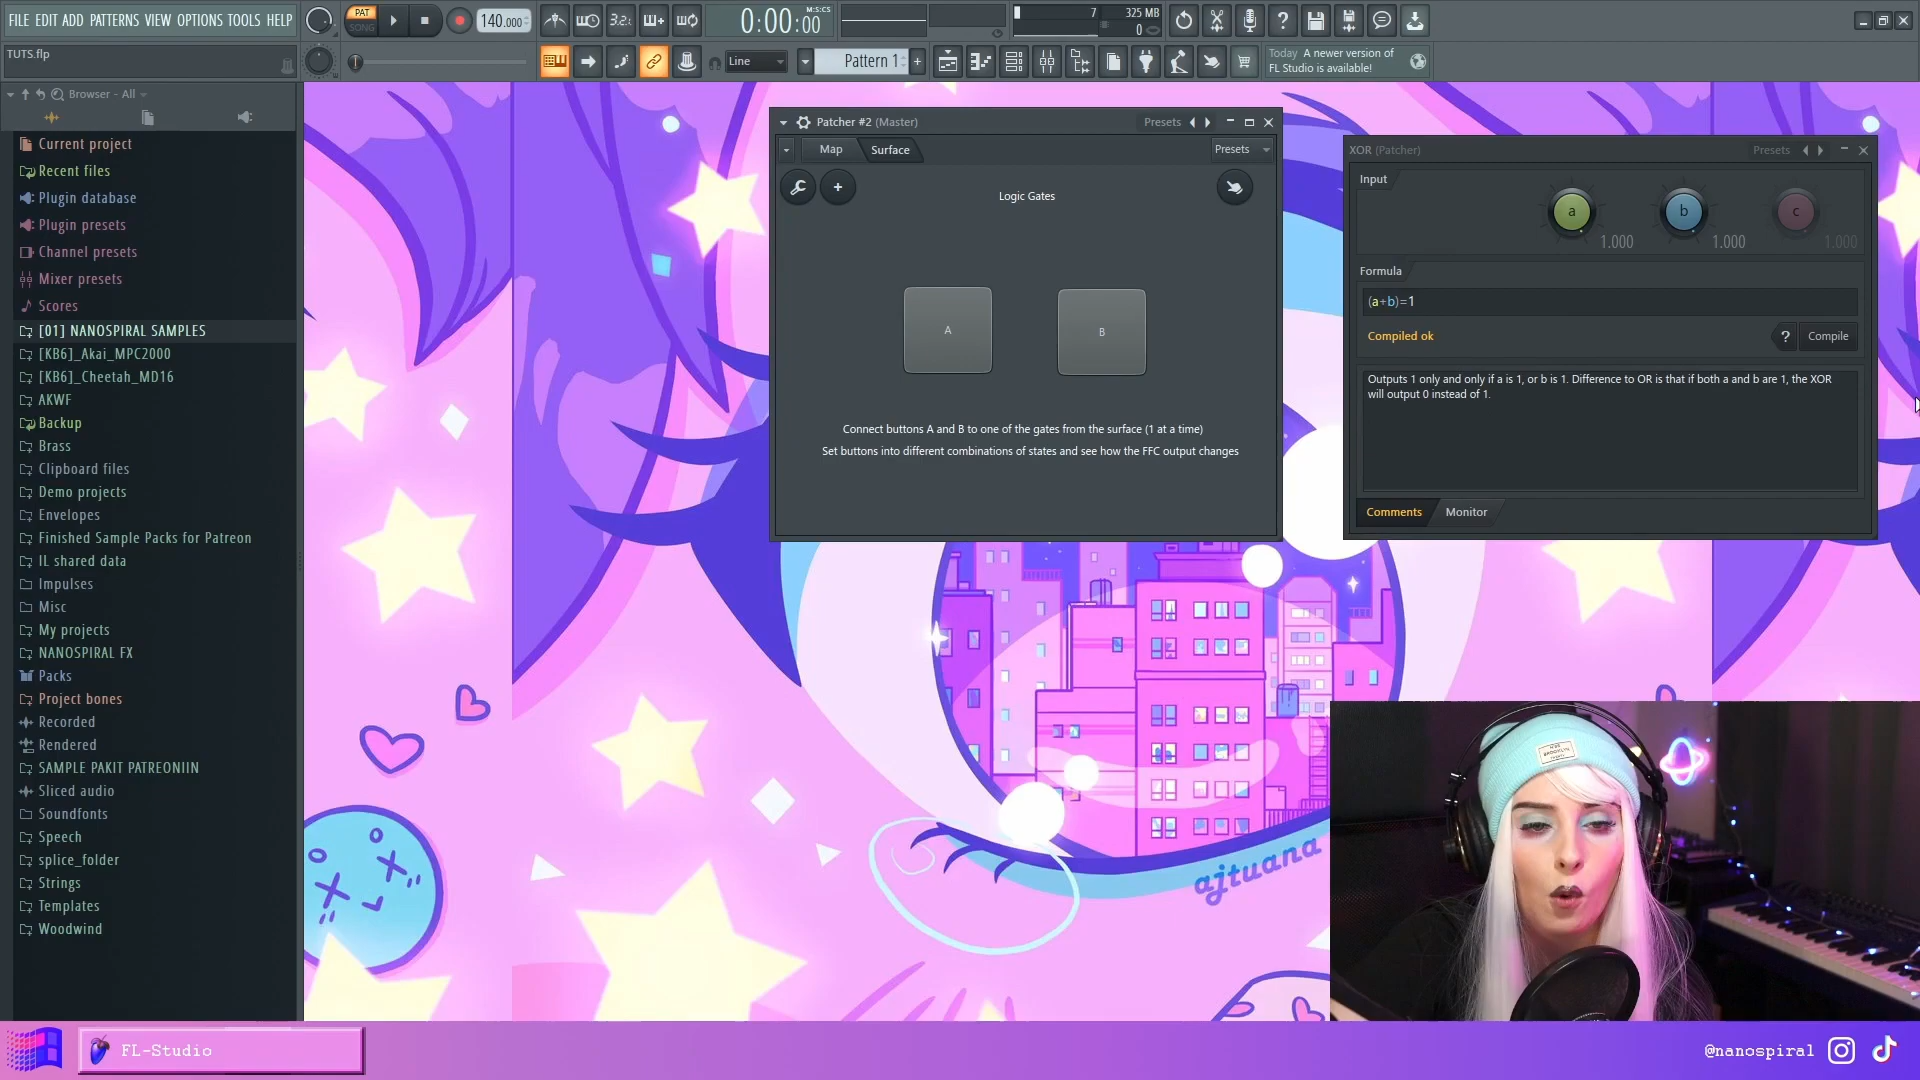 FILE EDIT ADD PATTERNS VIEW OPTIONS TOOLS HELP
PAT
SONG
140.000
3.2.
0:00:00
M:S:CS
7
325 MB
0
TUTS.flp
Line
Pattern 1
Today A newer version of
FL Studio is available!
Browser - All
Current project
Recent files
Plugin database
Plugin presets
Channel presets
Mixer presets
Scores
[01] NANOSPIRAL SAMPLES
[KB6]_Akai_MPC2000
[KB6]_Cheetah_MD16
AKWF
Backup
Brass
Clipboard files
Demo projects
Envelopes
Finished Sample Packs for Patreon
IL shared data
Impulses
Misc
My projects
NANOSPIRAL FX
Packs
Project bones
Recorded
Rendered
SAMPLE PAKIT PATREONIIN
Sliced audio
Soundfonts
Speech
splice_folder
Strings
Templates
Woodwind
Patcher #2 (Master)
Presets
Map
Surface
Presets
Logic Gates
A
B
Connect buttons A and B to one of the gates from the surface (1 at a time)
Set buttons into different combinations of states and see how the FFC output changes
XOR (Patcher)
Presets
Input
a
b
c
1.000
1.000
1.000
Formula
(a+b)=1
Compiled ok
?
Compile
Outputs 1 only and only if a is 1, or b is 1. Difference to OR is that if both a and b are 1, the XOR
will output 0 instead of 1.
Comments
Monitor
ajtuana
BROOKLYN
FL-Studio
@nanospiral